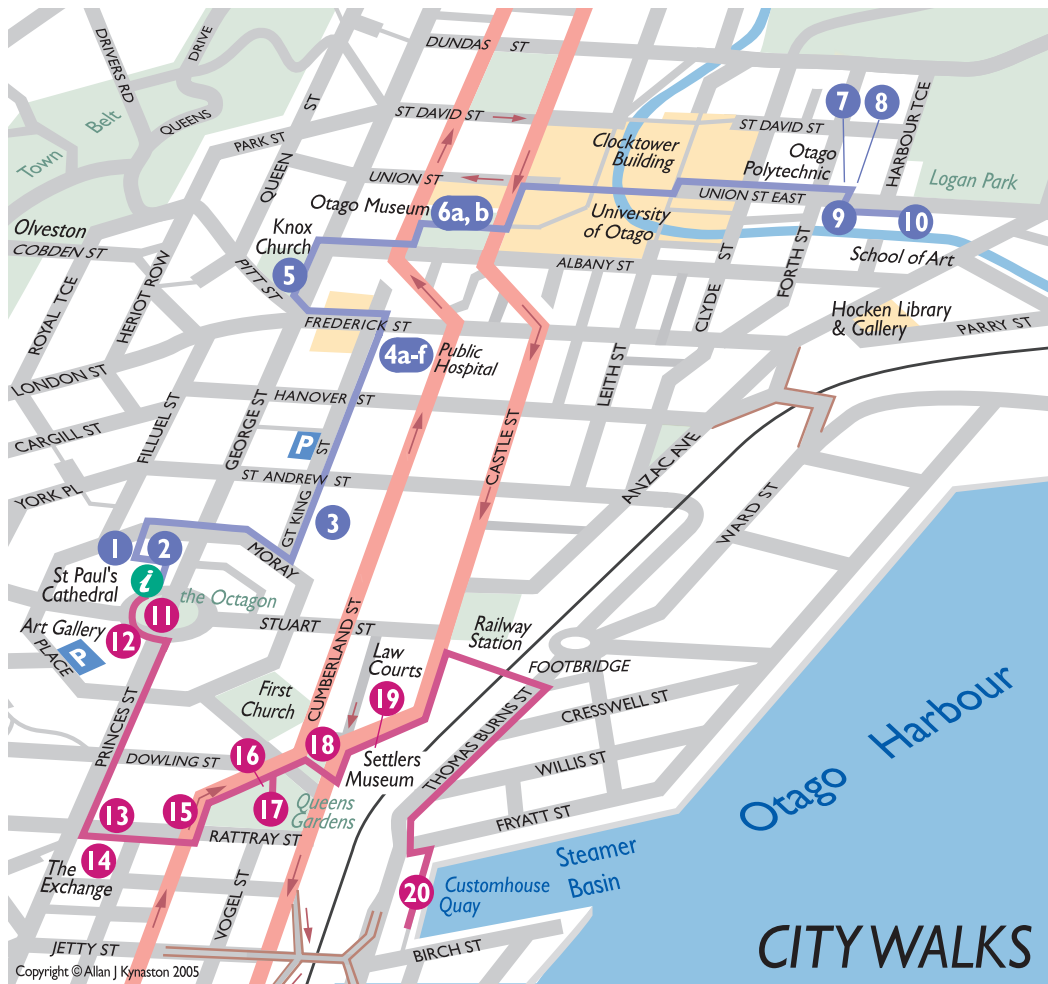 DUNDAS ST
DRIVERS RD
DRIVE
QUEENS
Belt
Town
ST DAVID ST
ST DAVID ST
7
8
HARBOUR TCE
PARK ST
QUEEN ST
Clocktower
Building
Otago
Polytechnic
Logan Park
UNION ST
UNION ST EAST
Otago Museum
6a, b
University
of Otago
9
10
School of Art
Olveston
COBDEN ST
Knox
Church
5
PITT ST
ALBANY ST
ROYAL TCE
HERIOT ROW
CLYDE ST
FORTH ST
Hocken Library
& Gallery
PARRY ST
FREDERICK ST
4a-f
Public
Hospital
LONDON ST
HANOVER ST
LEITH ST
CARGILL ST
FILLUEL ST
GEORGE ST
P
CASTLE ST
ANZAC AVE
ST ANDREW ST
YORK PL
GT KING ST
3
WARD ST
1
2
MORAY
PLACE
St Paul's
Cathedral
i
the Octagon
11
Art Gallery
12
P
STUART ST
Railway
Station
Law
Courts
FOOTBRIDGE
CUMBERLAND ST
First
Church
19
THOMAS BURNS ST
CRESSWELL ST
PRINCES ST
DOWLING ST
16
18
Settlers
Museum
WILLIS ST
Otago Harbour
13
15
17
Queens
Gardens
FRYATT ST
RATTRAY ST
14
The
Exchange
Steamer
Basin
20
Customhouse
Quay
VOGEL ST
JETTY ST
BIRCH ST
CITY WALKS
Copyright © Allan J Kynaston 2005